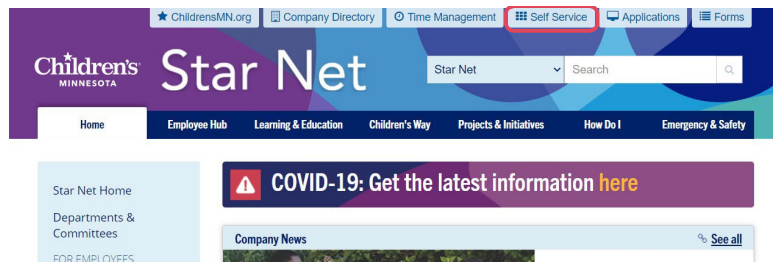 ChildrensMN.org Company Directory Time Management Self Service Applications Forms
Children's
MINNESOTA
Star Net
Star Net Search
Home Employee Hub Learning & Education Children's Way Projects & Initiatives How Do I Emergency & Safety
COVID-19: Get the latest information here
Star Net Home
Departments &
Committees
FOR EMPLOYEES
Company News See all